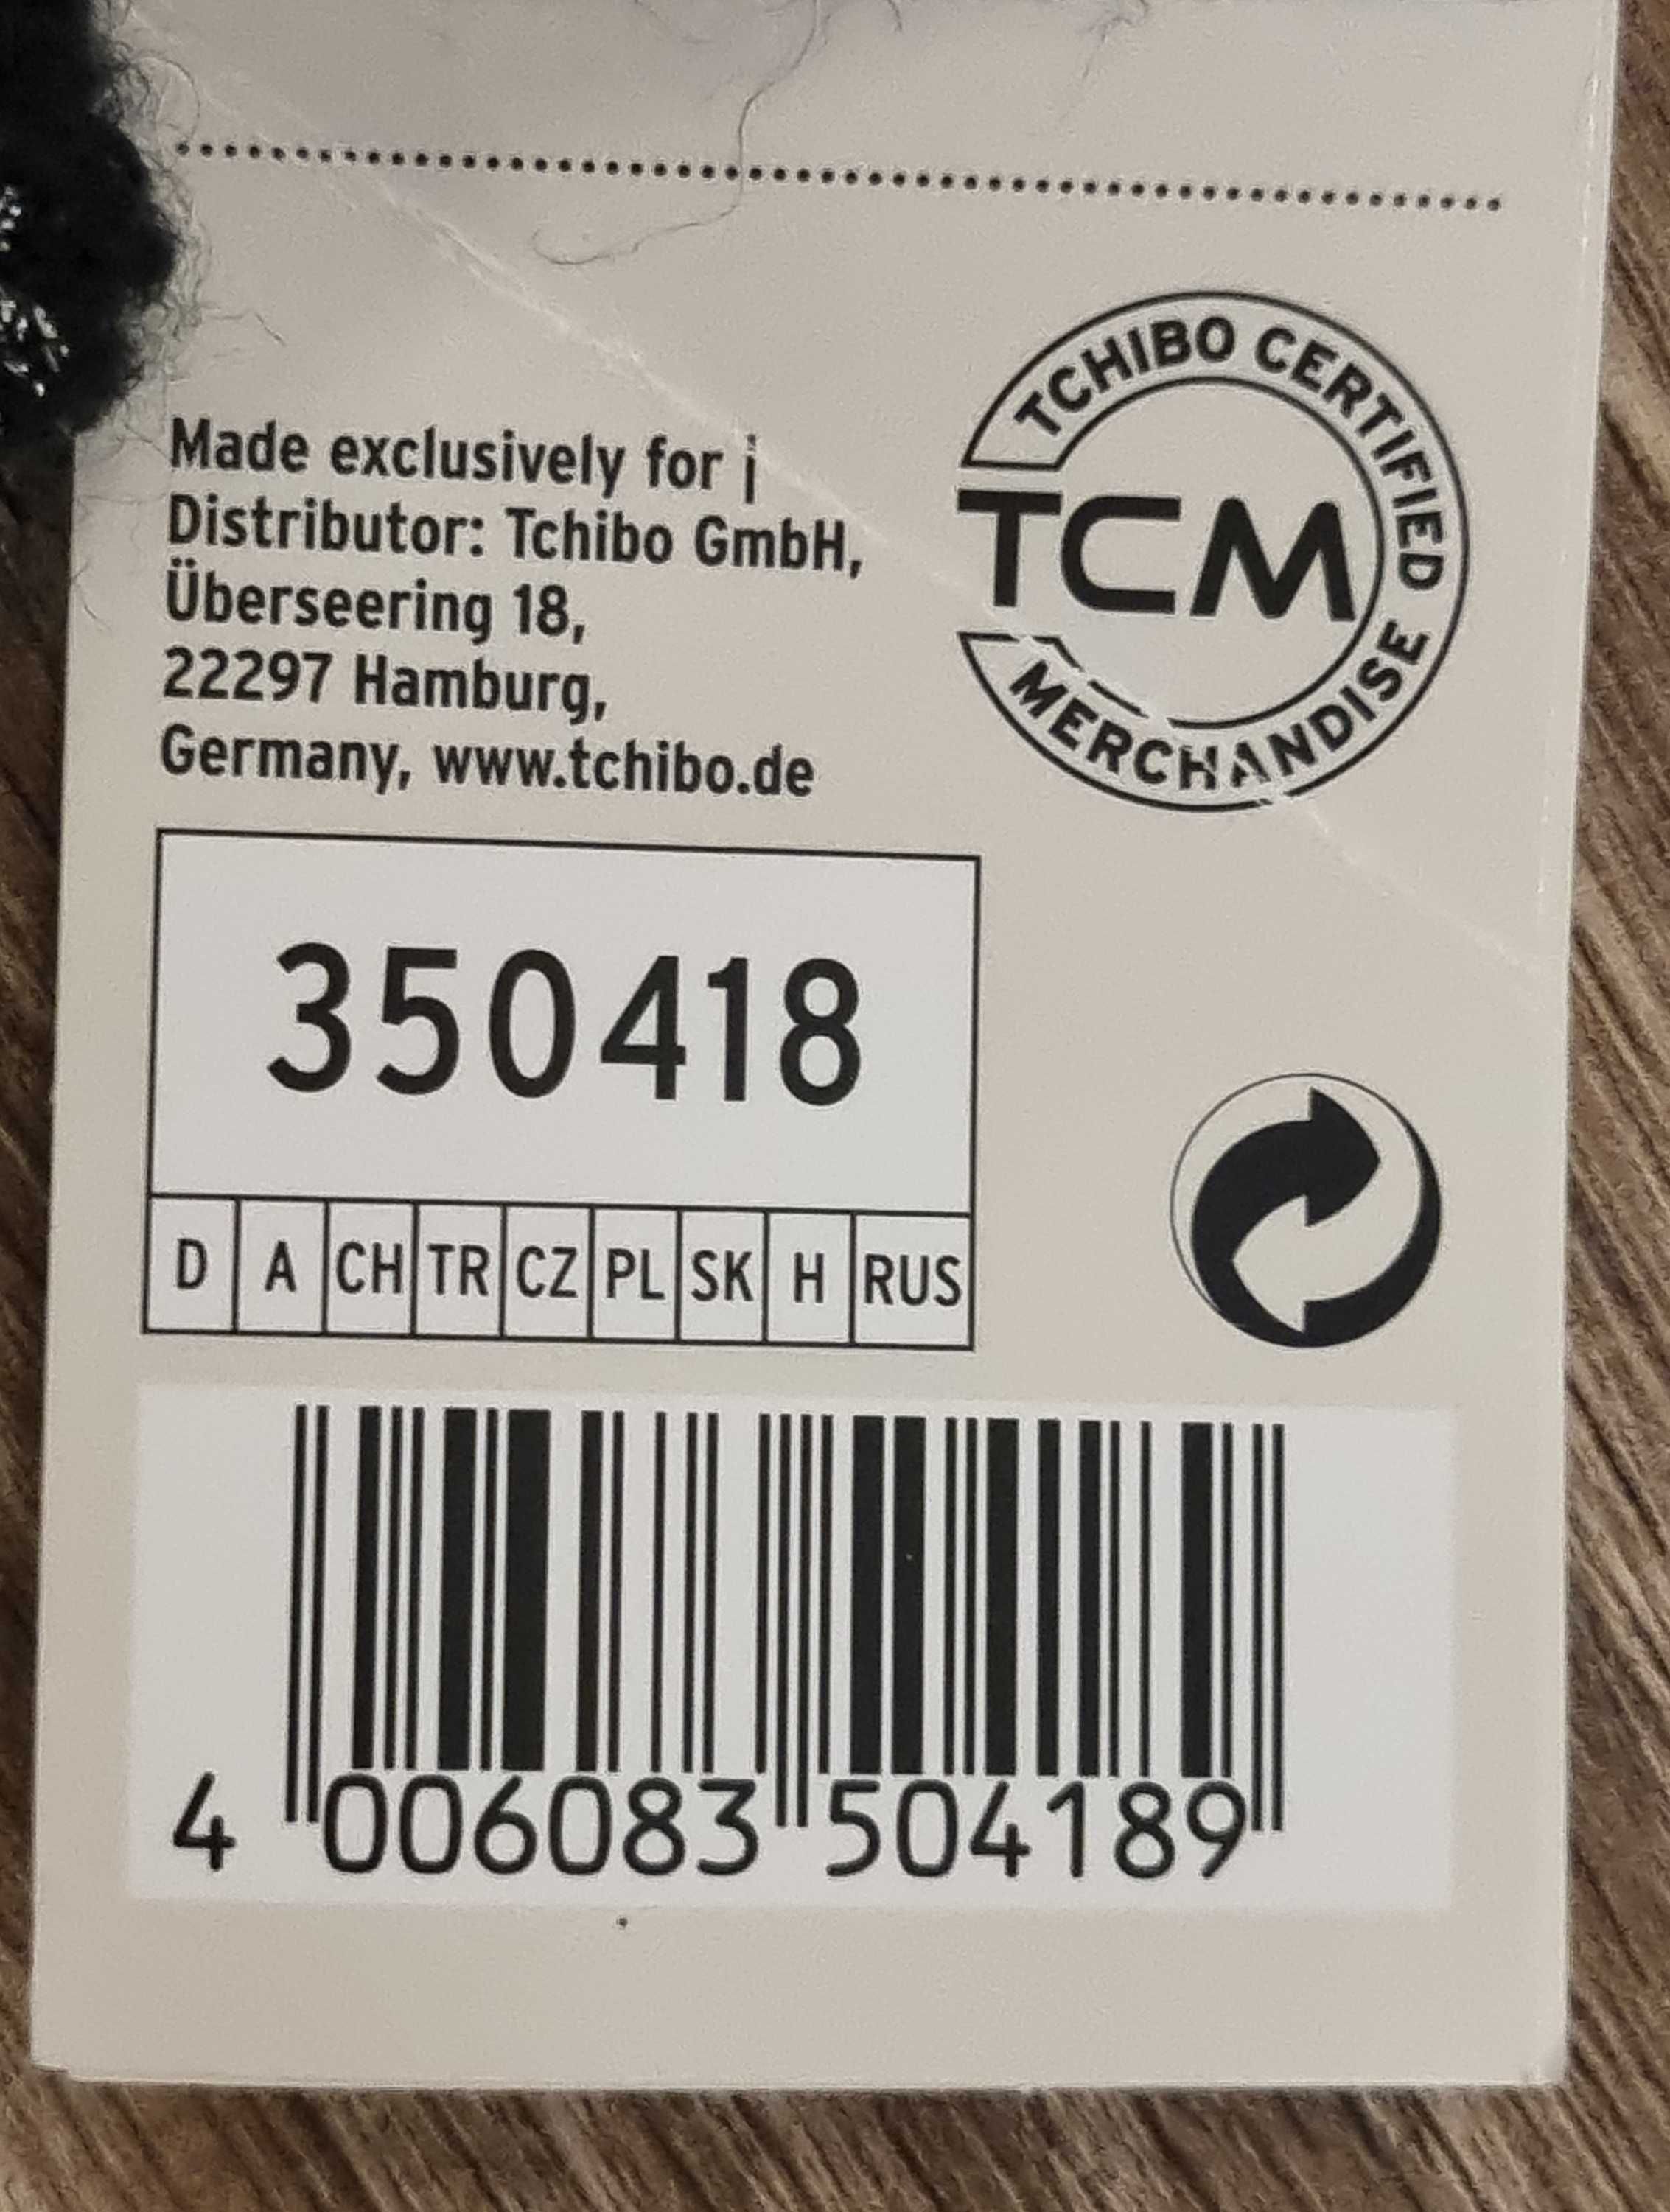 Made exclusively for ¡
Distributor: Tchibo GmbH,
Überseering 18,
22297 Hamburg,
Germany, www.tchibo.de
TCHIBO CERTIFIED MERCHANDISE
TCM
350418
D A CH TR CZ PL SK H RUS
4 006083 504189